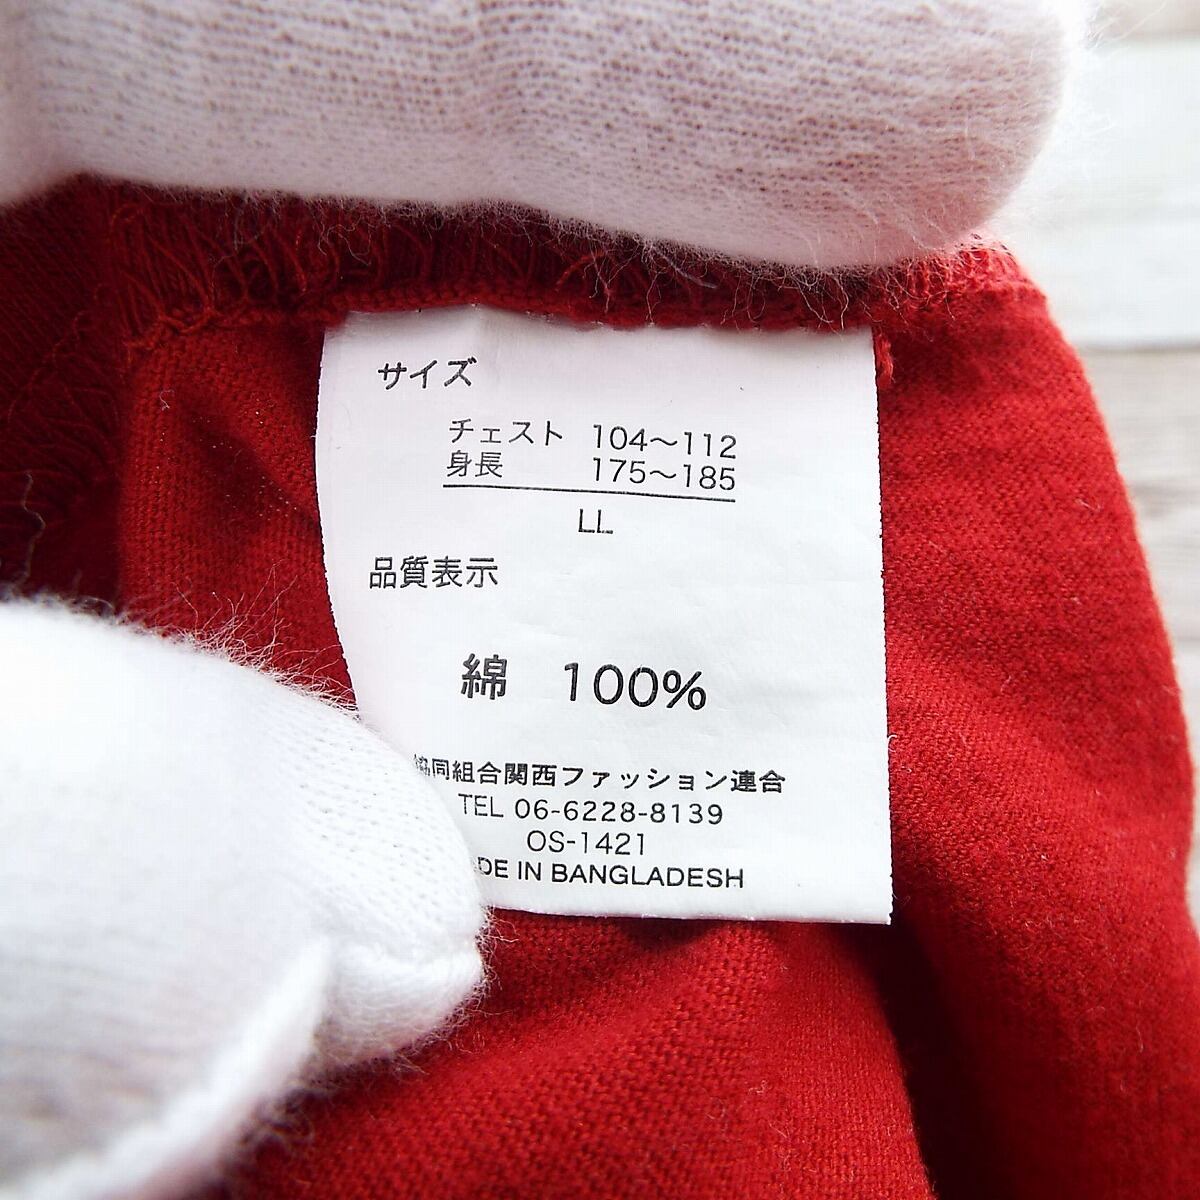 サイズ
チェスト 104～112
身長 175～185
LL
品質表示
綿 100%
協同組合関西ファッション連合
TEL 06-6228-8139
OS-1421
IN BANGLADESH